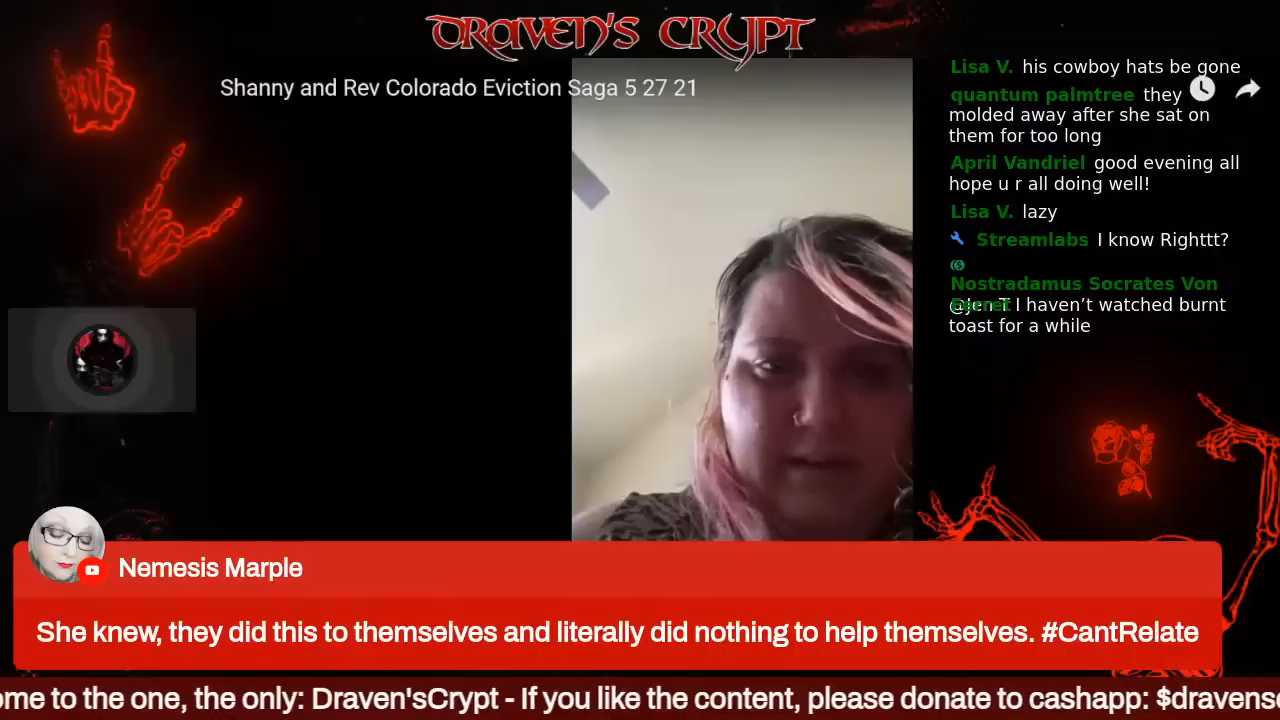 DRAVEN'S CRYPT
Shanny and Rev Colorado Eviction Saga 5 27 21
Lisa V. his cowboy hats be gone
quantum palmtree they
molded away after she sat on
them for too long
April Vandriel good evening all
hope u r all doing well!
Lisa V. lazy
Streamlabs I know Righttt?
Nostradamus Socrates Von
Ferret
@Jen T I haven’t watched burnt
toast for a while
Nemesis Marple
She knew, they did this to themselves and literally did nothing to help themselves. #CantRelate
ome to the one, the only: Draven'sCrypt - If you like the content, please donate to cashapp: $dravensc